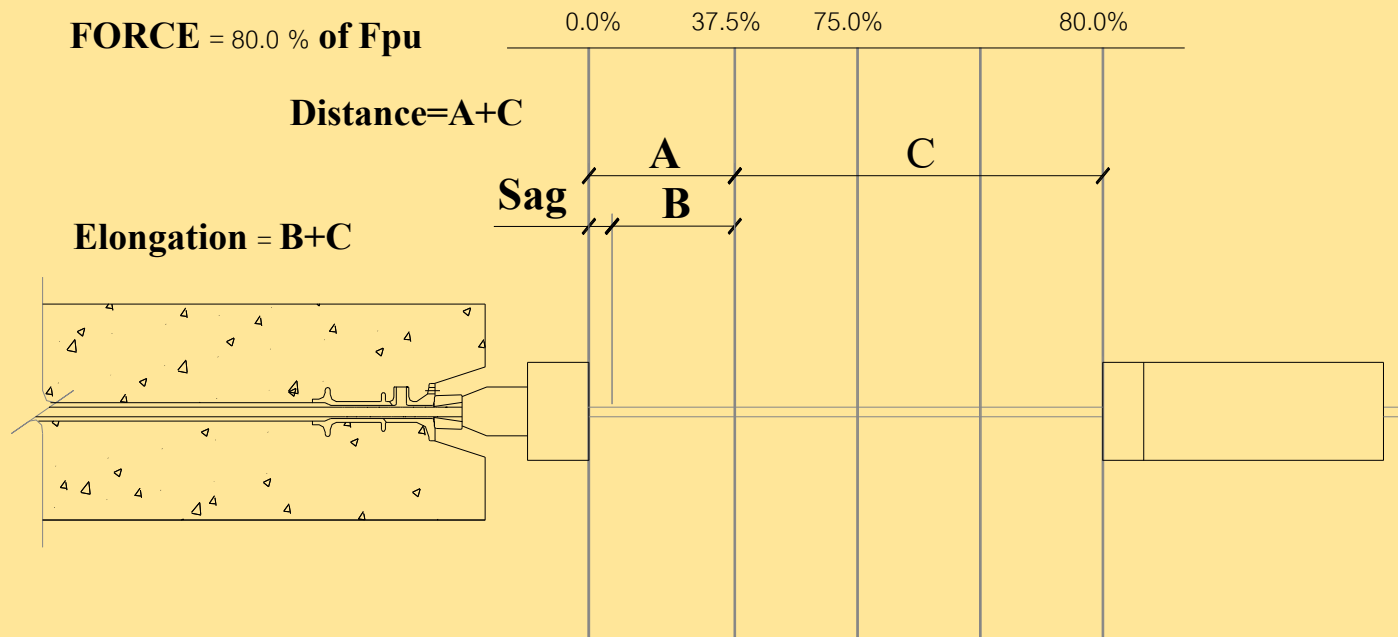 0.0% 37.5% 75.0% 80.0%
FORCE = 80.0 % of Fpu
Distance=A+C
A C
Sag B
Elongation = B+C